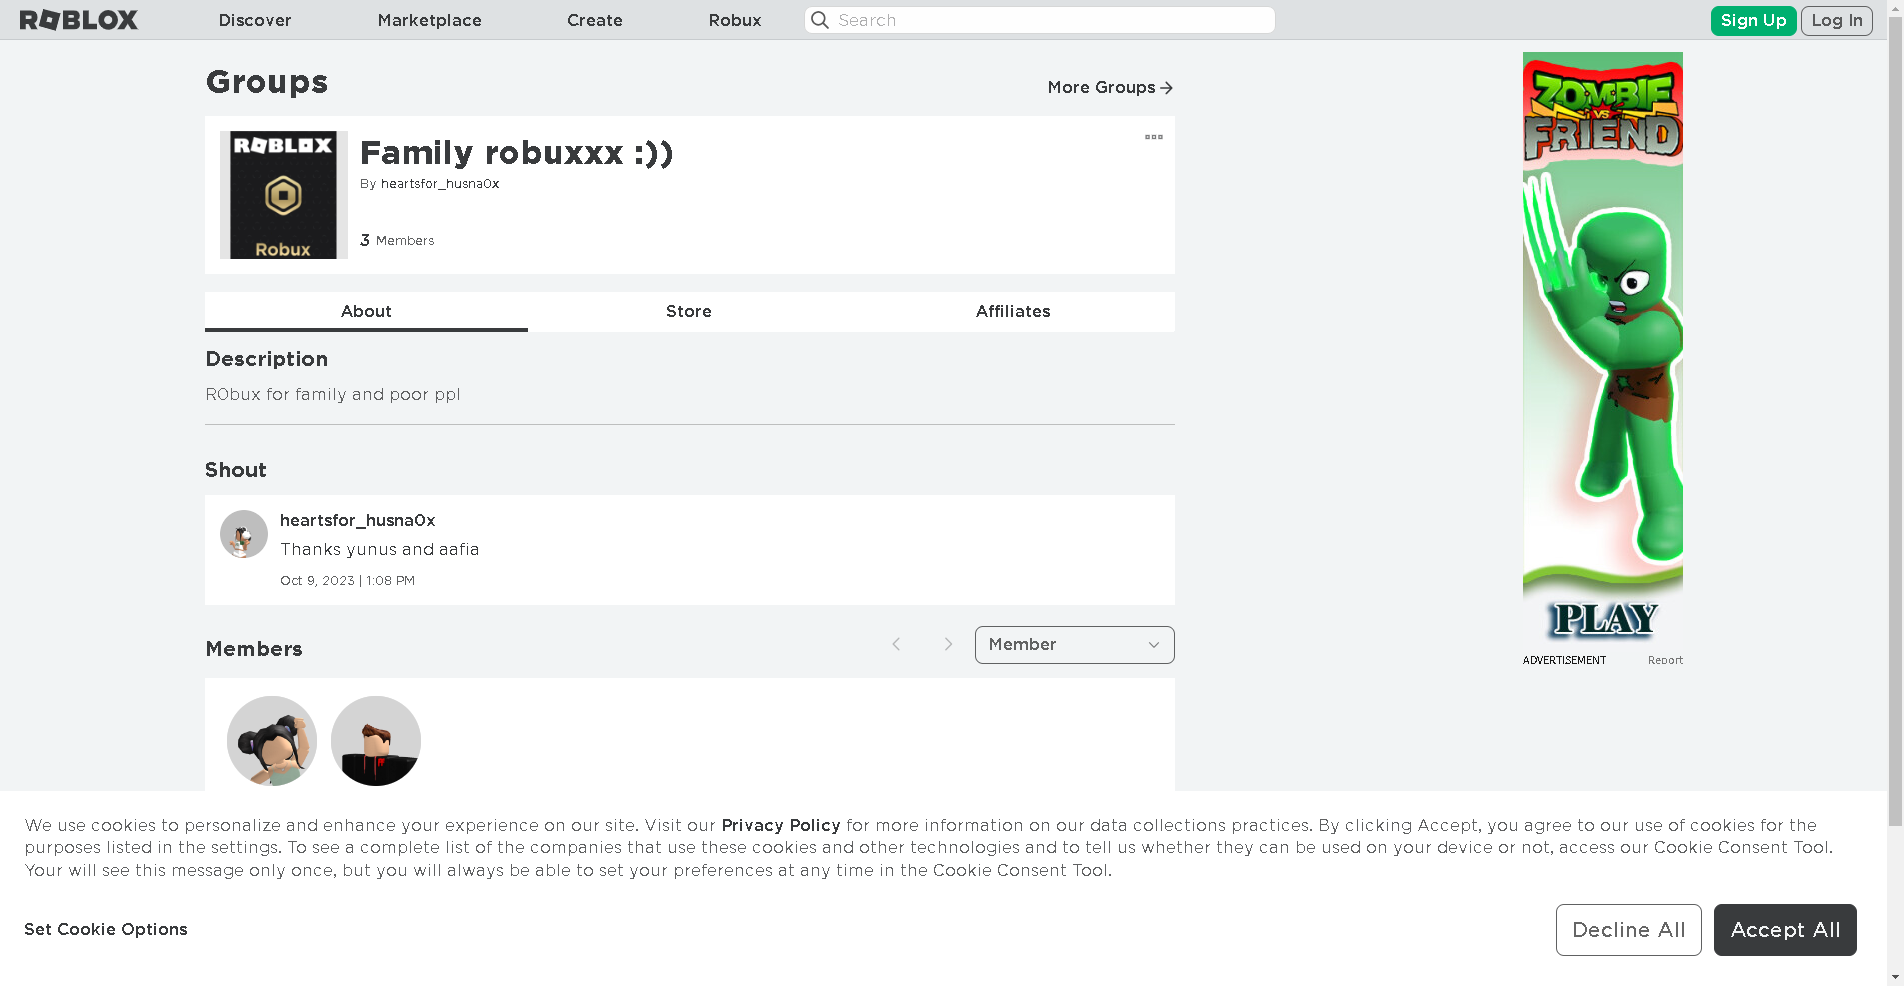 ROBLOX
Discover
Marketplace
Create
Robux
Search
Sign Up
Log In
Groups
More Groups
ROBLOX
Robux
Family robuxxx :))
By heartsfor_husna0x
3 Members
About
Store
Affiliates
Description
R0bux for family and poor ppl
Shout
heartsfor_husna0x
Thanks yunus and aafia
Oct 9, 2023 | 1:08 PM
Members
Member
ZOMBIE
VS
FRIEND
PLAY
ADVERTISEMENT
Report
We use cookies to personalize and enhance your experience on our site. Visit our Privacy Policy for more information on our data collections practices. By clicking Accept, you agree to our use of cookies for the
purposes listed in the settings. To see a complete list of the companies that use these cookies and other technologies and to tell us whether they can be used on your device or not, access our Cookie Consent Tool.
Your will see this message only once, but you will always be able to set your preferences at any time in the Cookie Consent Tool.
Set Cookie Options
Decline All
Accept All